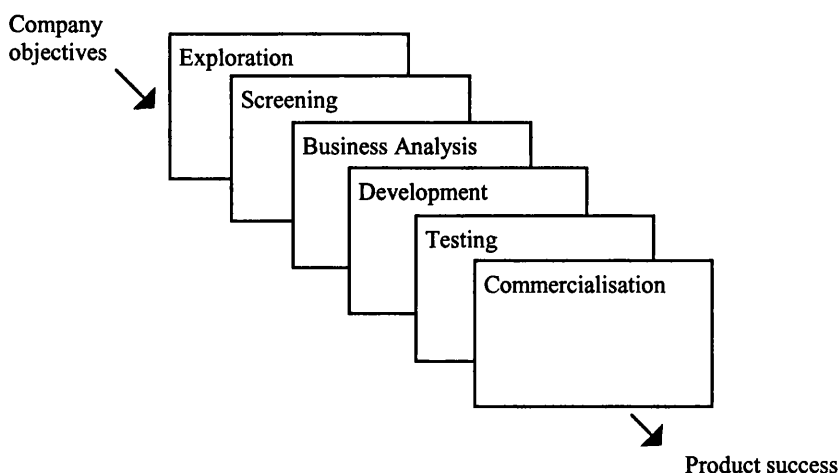 Company
objectives
Exploration
Screening
Business Analysis
Development
Testing
Commercialisation
Product success